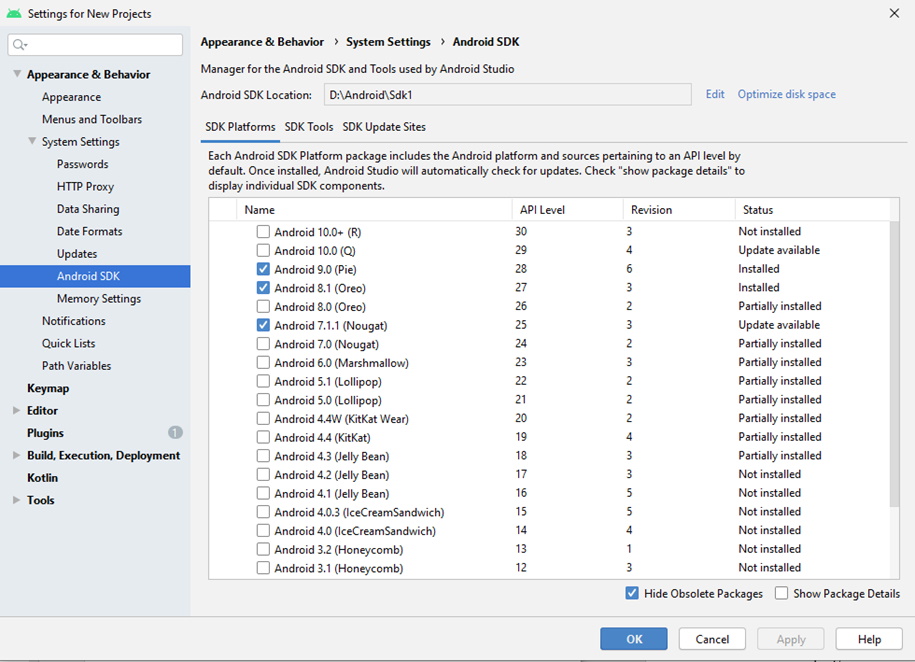 Settings for New Projects
Appearance & Behavior
Appearance
Menus and Toolbars
System Settings
Passwords
HTTP Proxy
Data Sharing
Date Formats
Updates
Android SDK
Memory Settings
Notifications
Quick Lists
Path Variables
Keymap
Editor
Plugins 1
Build, Execution, Deployment
Kotlin
Tools
Appearance & Behavior › System Settings › Android SDK
Manager for the Android SDK and Tools used by Android Studio
Android SDK Location: D:\Android\Sdk1 Edit Optimize disk space
SDK Platforms SDK Tools SDK Update Sites
Each Android SDK Platform package includes the Android platform and sources pertaining to an API level by
default. Once installed, Android Studio will automatically check for updates. Check "show package details" to
display individual SDK components.
Name API Level Revision Status
Android 10.0+ (R) 30 3 Not installed
Android 10.0 (Q) 29 4 Update available
Android 9.0 (Pie) 28 6 Installed
Android 8.1 (Oreo) 27 3 Installed
Android 8.0 (Oreo) 26 2 Partially installed
Android 7.1.1 (Nougat) 25 3 Update available
Android 7.0 (Nougat) 24 2 Partially installed
Android 6.0 (Marshmallow) 23 3 Partially installed
Android 5.1 (Lollipop) 22 2 Partially installed
Android 5.0 (Lollipop) 21 2 Partially installed
Android 4.4W (KitKat Wear) 20 2 Partially installed
Android 4.4 (KitKat) 19 4 Partially installed
Android 4.3 (Jelly Bean) 18 3 Partially installed
Android 4.2 (Jelly Bean) 17 3 Not installed
Android 4.1 (Jelly Bean) 16 5 Not installed
Android 4.0.3 (IceCreamSandwich) 15 5 Not installed
Android 4.0 (IceCreamSandwich) 14 4 Not installed
Android 3.2 (Honeycomb) 13 1 Not installed
Android 3.1 (Honeycomb) 12 3 Not installed
Hide Obsolete Packages Show Package Details
OK Cancel Apply Help